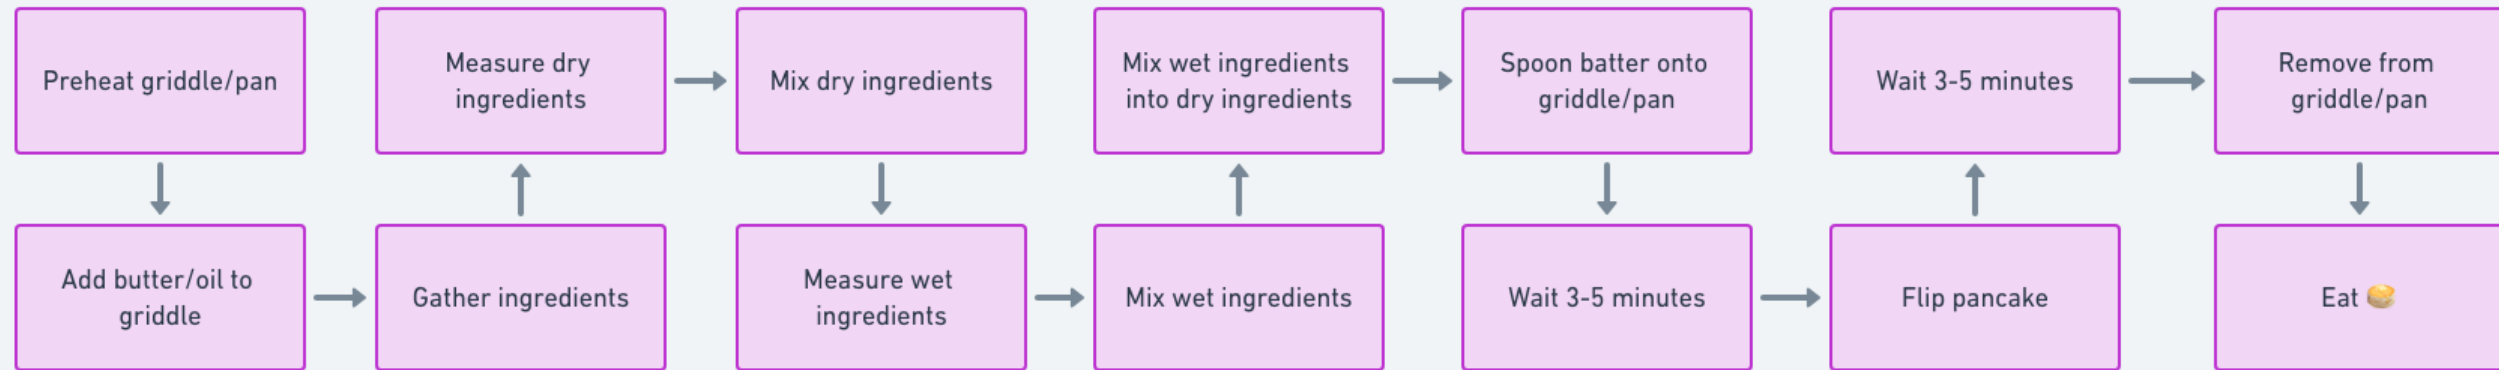 Preheat griddle/pan
Add butter/oil to
griddle
Gather ingredients
Measure dry
ingredients
Mix dry ingredients
Measure wet
ingredients
Mix wet ingredients
Mix wet ingredients
into dry ingredients
Spoon batter onto
griddle/pan
Wait 3-5 minutes
Flip pancake
Wait 3-5 minutes
Remove from
griddle/pan
Eat 🥞